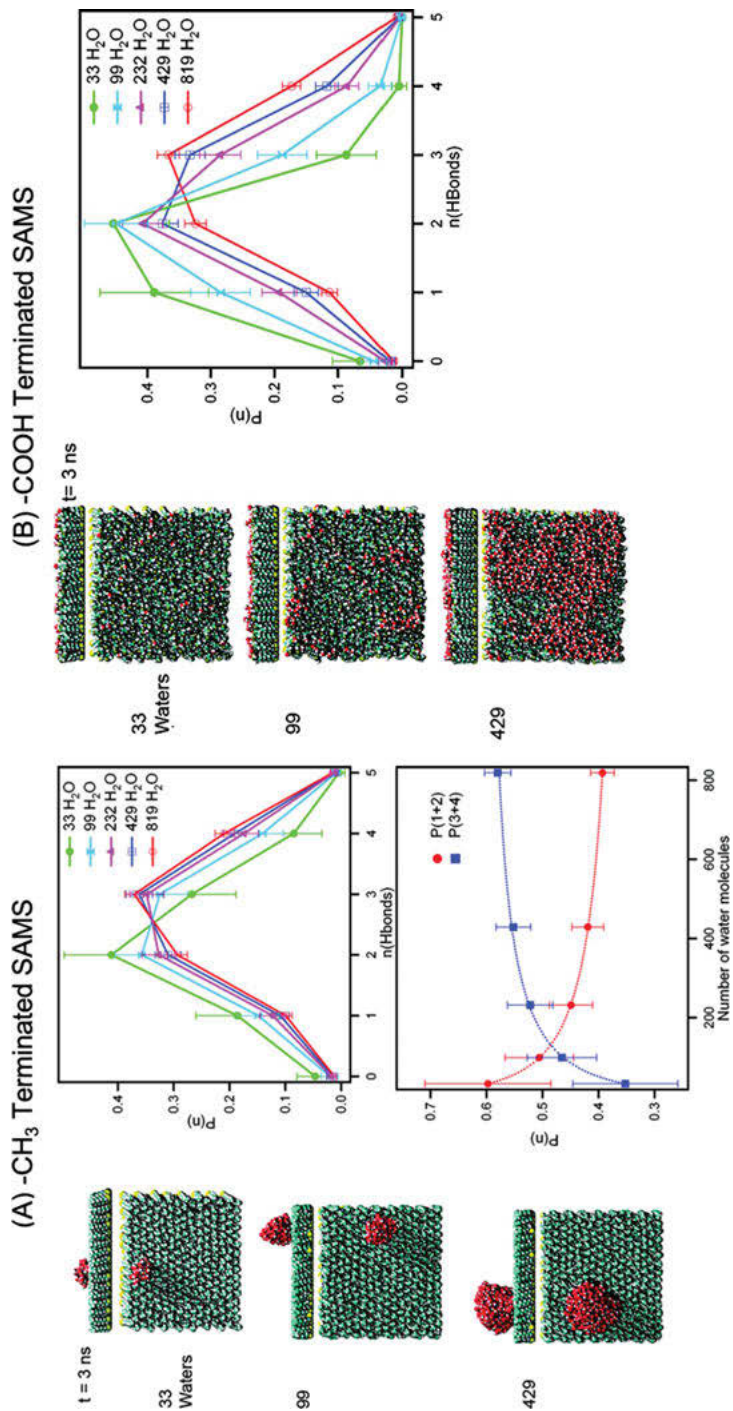 (A) -CH3 Terminated SAMS
t = 3 ns
33
Waters
99
429
0.4
0.3
0.2
0.1
0.0
P(n)
0 1 2 3 4 5
n(Hbonds)
33 H2O
99 H2O
232 H2O
429 H2O
819 H2O
0.7
0.6
0.5
0.4
0.3
P(n)
200 400 600 800
Number of water molecules
P(1+2)
P(3+4)
(B) -COOH Terminated SAMS
t= 3 ns
33
Waters
99
429
0.4
0.3
0.2
0.1
0.0
P(n)
0 1 2 3 4 5
n(HBonds)
33 H2O
99 H2O
232 H2O
429 H2O
819 H2O